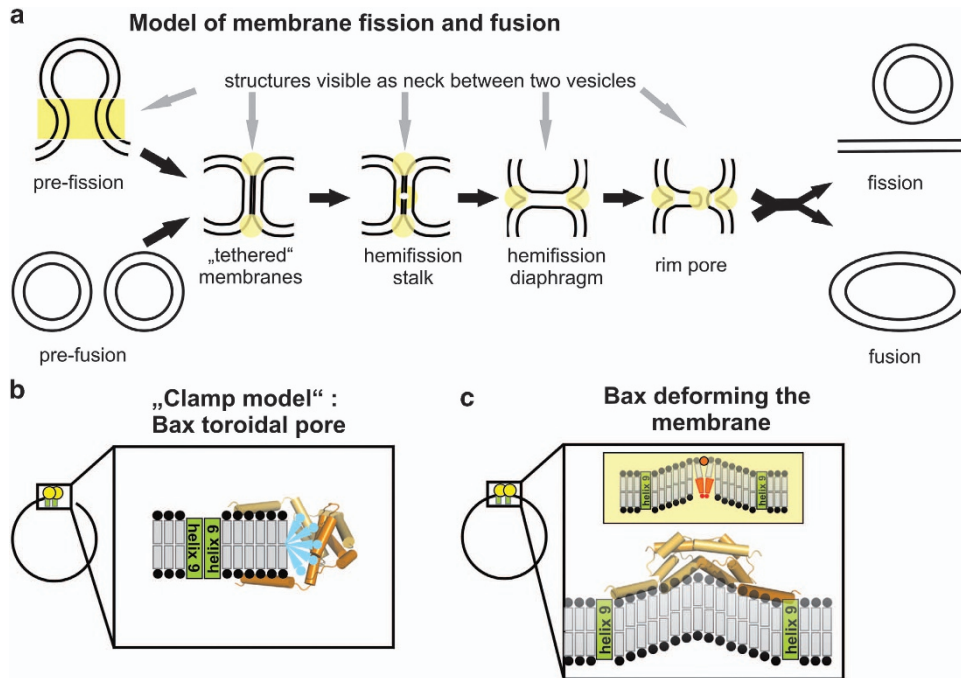 a
Model of membrane fission and fusion
structures visible as neck between two vesicles
pre-fission
„tethered“
membranes
hemifission
stalk
hemifission
diaphragm
rim pore
fission
pre-fusion
fusion
b
„Clamp model“ :
Bax toroidal pore
helix 9
helix 9
c
Bax deforming the
membrane
helix 9
helix 9
helix 9
helix 9